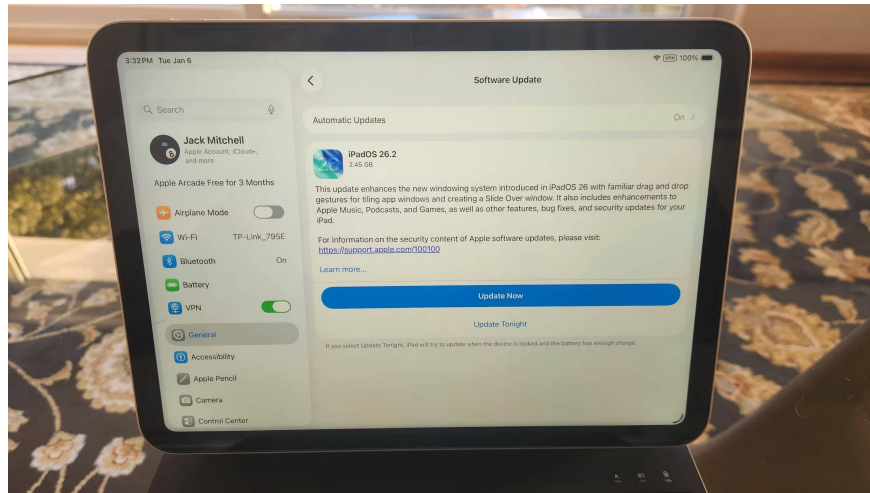 3:32 PM Tue Jan 6
VPN 100%
Software Update
Search
Automatic Updates
On
Jack Mitchell
Apple Account, iCloud+,
and more
Apple Arcade Free for 3 Months
Airplane Mode
Wi-Fi TP-Link_795E
Bluetooth On
Battery
VPN
General
Accessibility
Apple Pencil
Camera
Control Center
26
iPadOS 26.2
2.45 GB
This update enhances the new windowing system introduced in iPadOS 26 with familiar drag and drop
gestures for tiling app windows and creating a Slide Over window. It also includes enhancements to
Apple Music, Podcasts, and Games, as well as other features, bug fixes, and security updates for your
iPad.
For information on the security content of Apple software updates, please visit:
https://support.apple.com/100100
Learn more...
Update Now
Update Tonight
If you select Update Tonight, iPad will try to update when the device is locked and the battery has enough charge.
A
BT